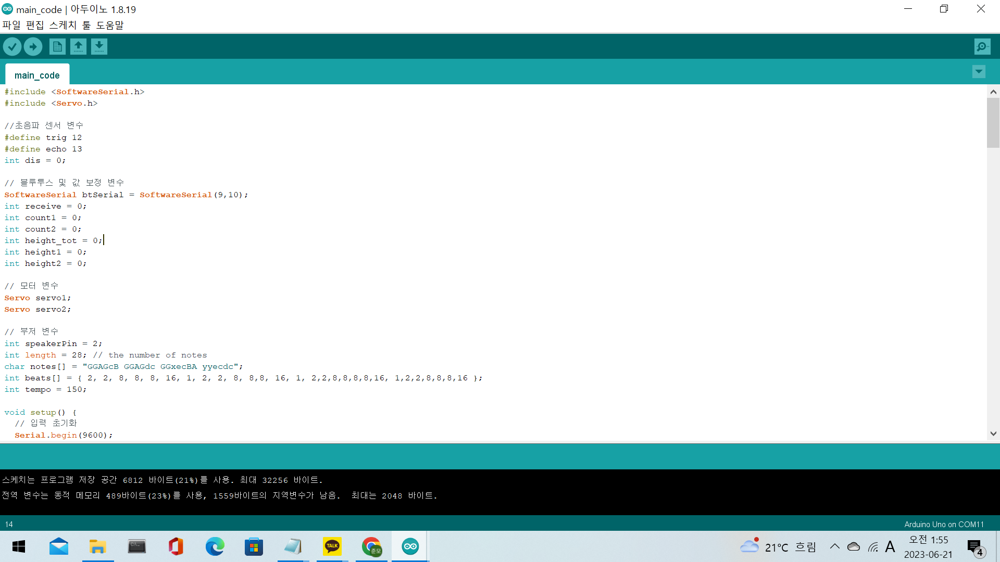 main_code | 아두이노 1.8.19
파일 편집 스케치 툴 도움말
main_code
#include <SoftwareSerial.h>
#include <Servo.h>
//초음파 센서 변수
#define trig 12
#define echo 13
int dis = 0;
// 블루투스 및 값 보정 변수
SoftwareSerial btSerial = SoftwareSerial(9,10);
int receive = 0;
int count1 = 0;
int count2 = 0;
int height_tot = 0;
int height1 = 0;
int height2 = 0;
// 모터 변수
Servo servo1;
Servo servo2;
// 부저 변수
int speakerPin = 2;
int length = 28; // the number of notes
char notes[] = "GGAGcB GGAGdc GGxecBA yyecdc";
int beats[] = { 2, 2, 8, 8, 8, 16, 1, 2, 2, 8, 8,8, 16, 1, 2,2,8,8,8,8,16, 1,2,2,8,8,8,16 };
int tempo = 150;
void setup() {
// 입력 초기화
Serial.begin(9600);
스케치는 프로그램 저장 공간 6812 바이트(21%)를 사용. 최대 32256 바이트.
전역 변수는 동적 메모리 489바이트(23%)를 사용, 1559바이트의 지역변수가 남음.  최대는 2048 바이트.
14
Arduino Uno on COM11
TALK
준모
21°C 흐림
A
오전 1:55
2023-06-21
4